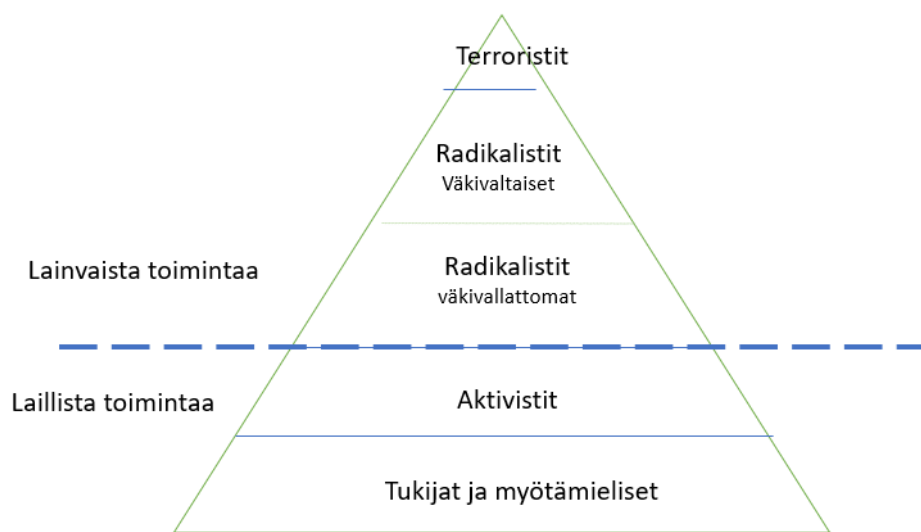 Terroristit
Radikalistit
Väkivaltaiset
Lainvaista toimintaa
Radikalistit
väkivallattomat
Laillista toimintaa
Aktivistit
Tukijat ja myötämieliset